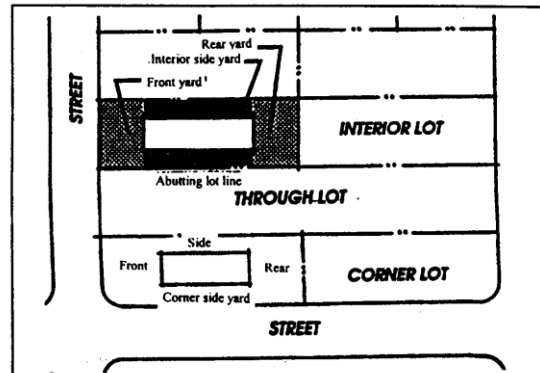 Rear yard
Interior side yard
Front yard¹
STREET
INTERIOR LOT
Abutting lot line
THROUGH LOT
Side
Front
Rear
CORNER LOT
Corner side yard
STREET